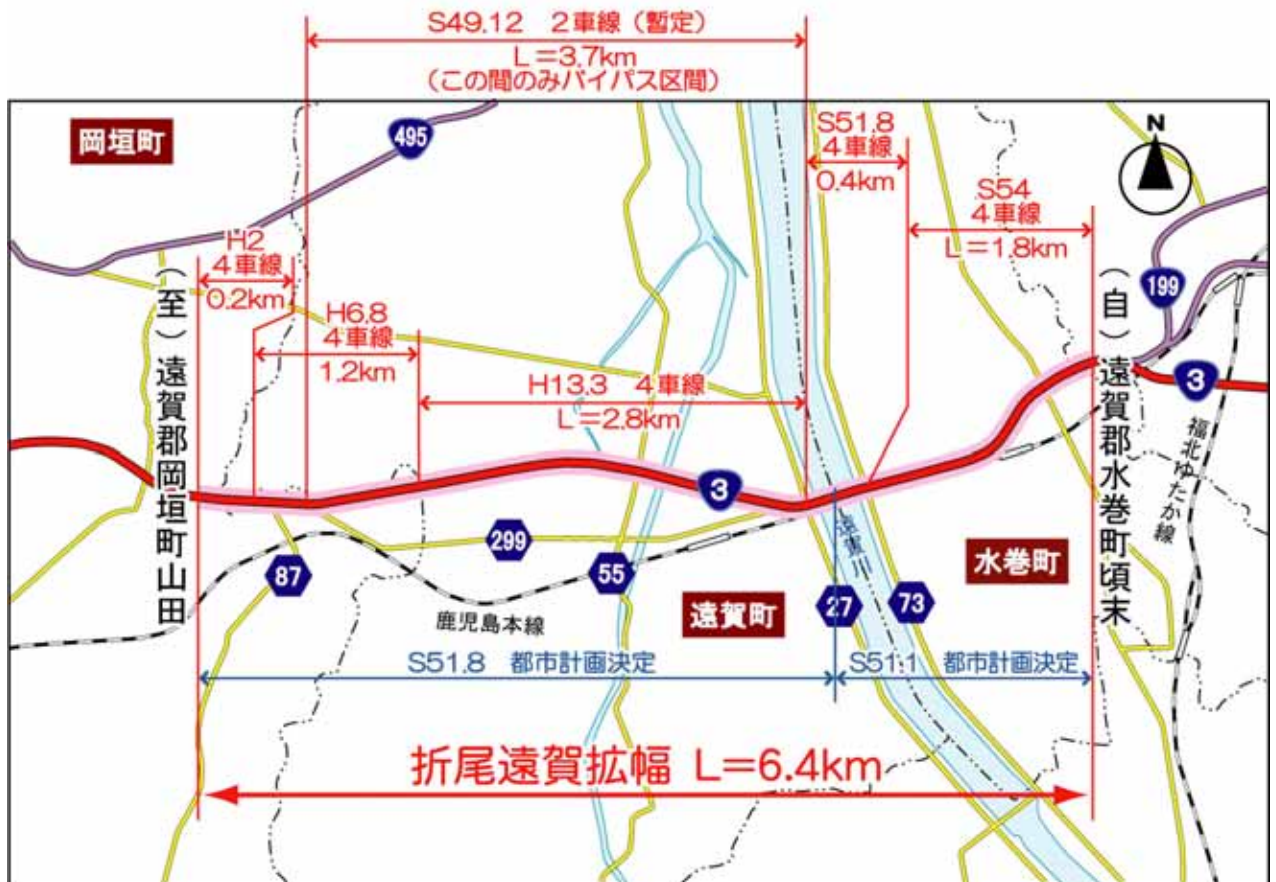 S49.12 2車線（暫定）
L=3.7km
（この間のみバイパス区間）
岡垣町
495
S51.8
4車線
0.4km
N
S54
4車線
L=1.8km
H2
4車線
0.2km
199
（至）遠賀郡岡垣町山田
（自）遠賀郡水巻町頃末
H6.8
4車線
1.2km
H13.3 4車線
L=2.8km
3
福北ゆたか線
3
遠賀川
299
87
55
27
73
水巻町
遠賀町
鹿児島本線
S51.8 都市計画決定
S51.1 都市計画決定
折尾遠賀拡幅 L=6.4km